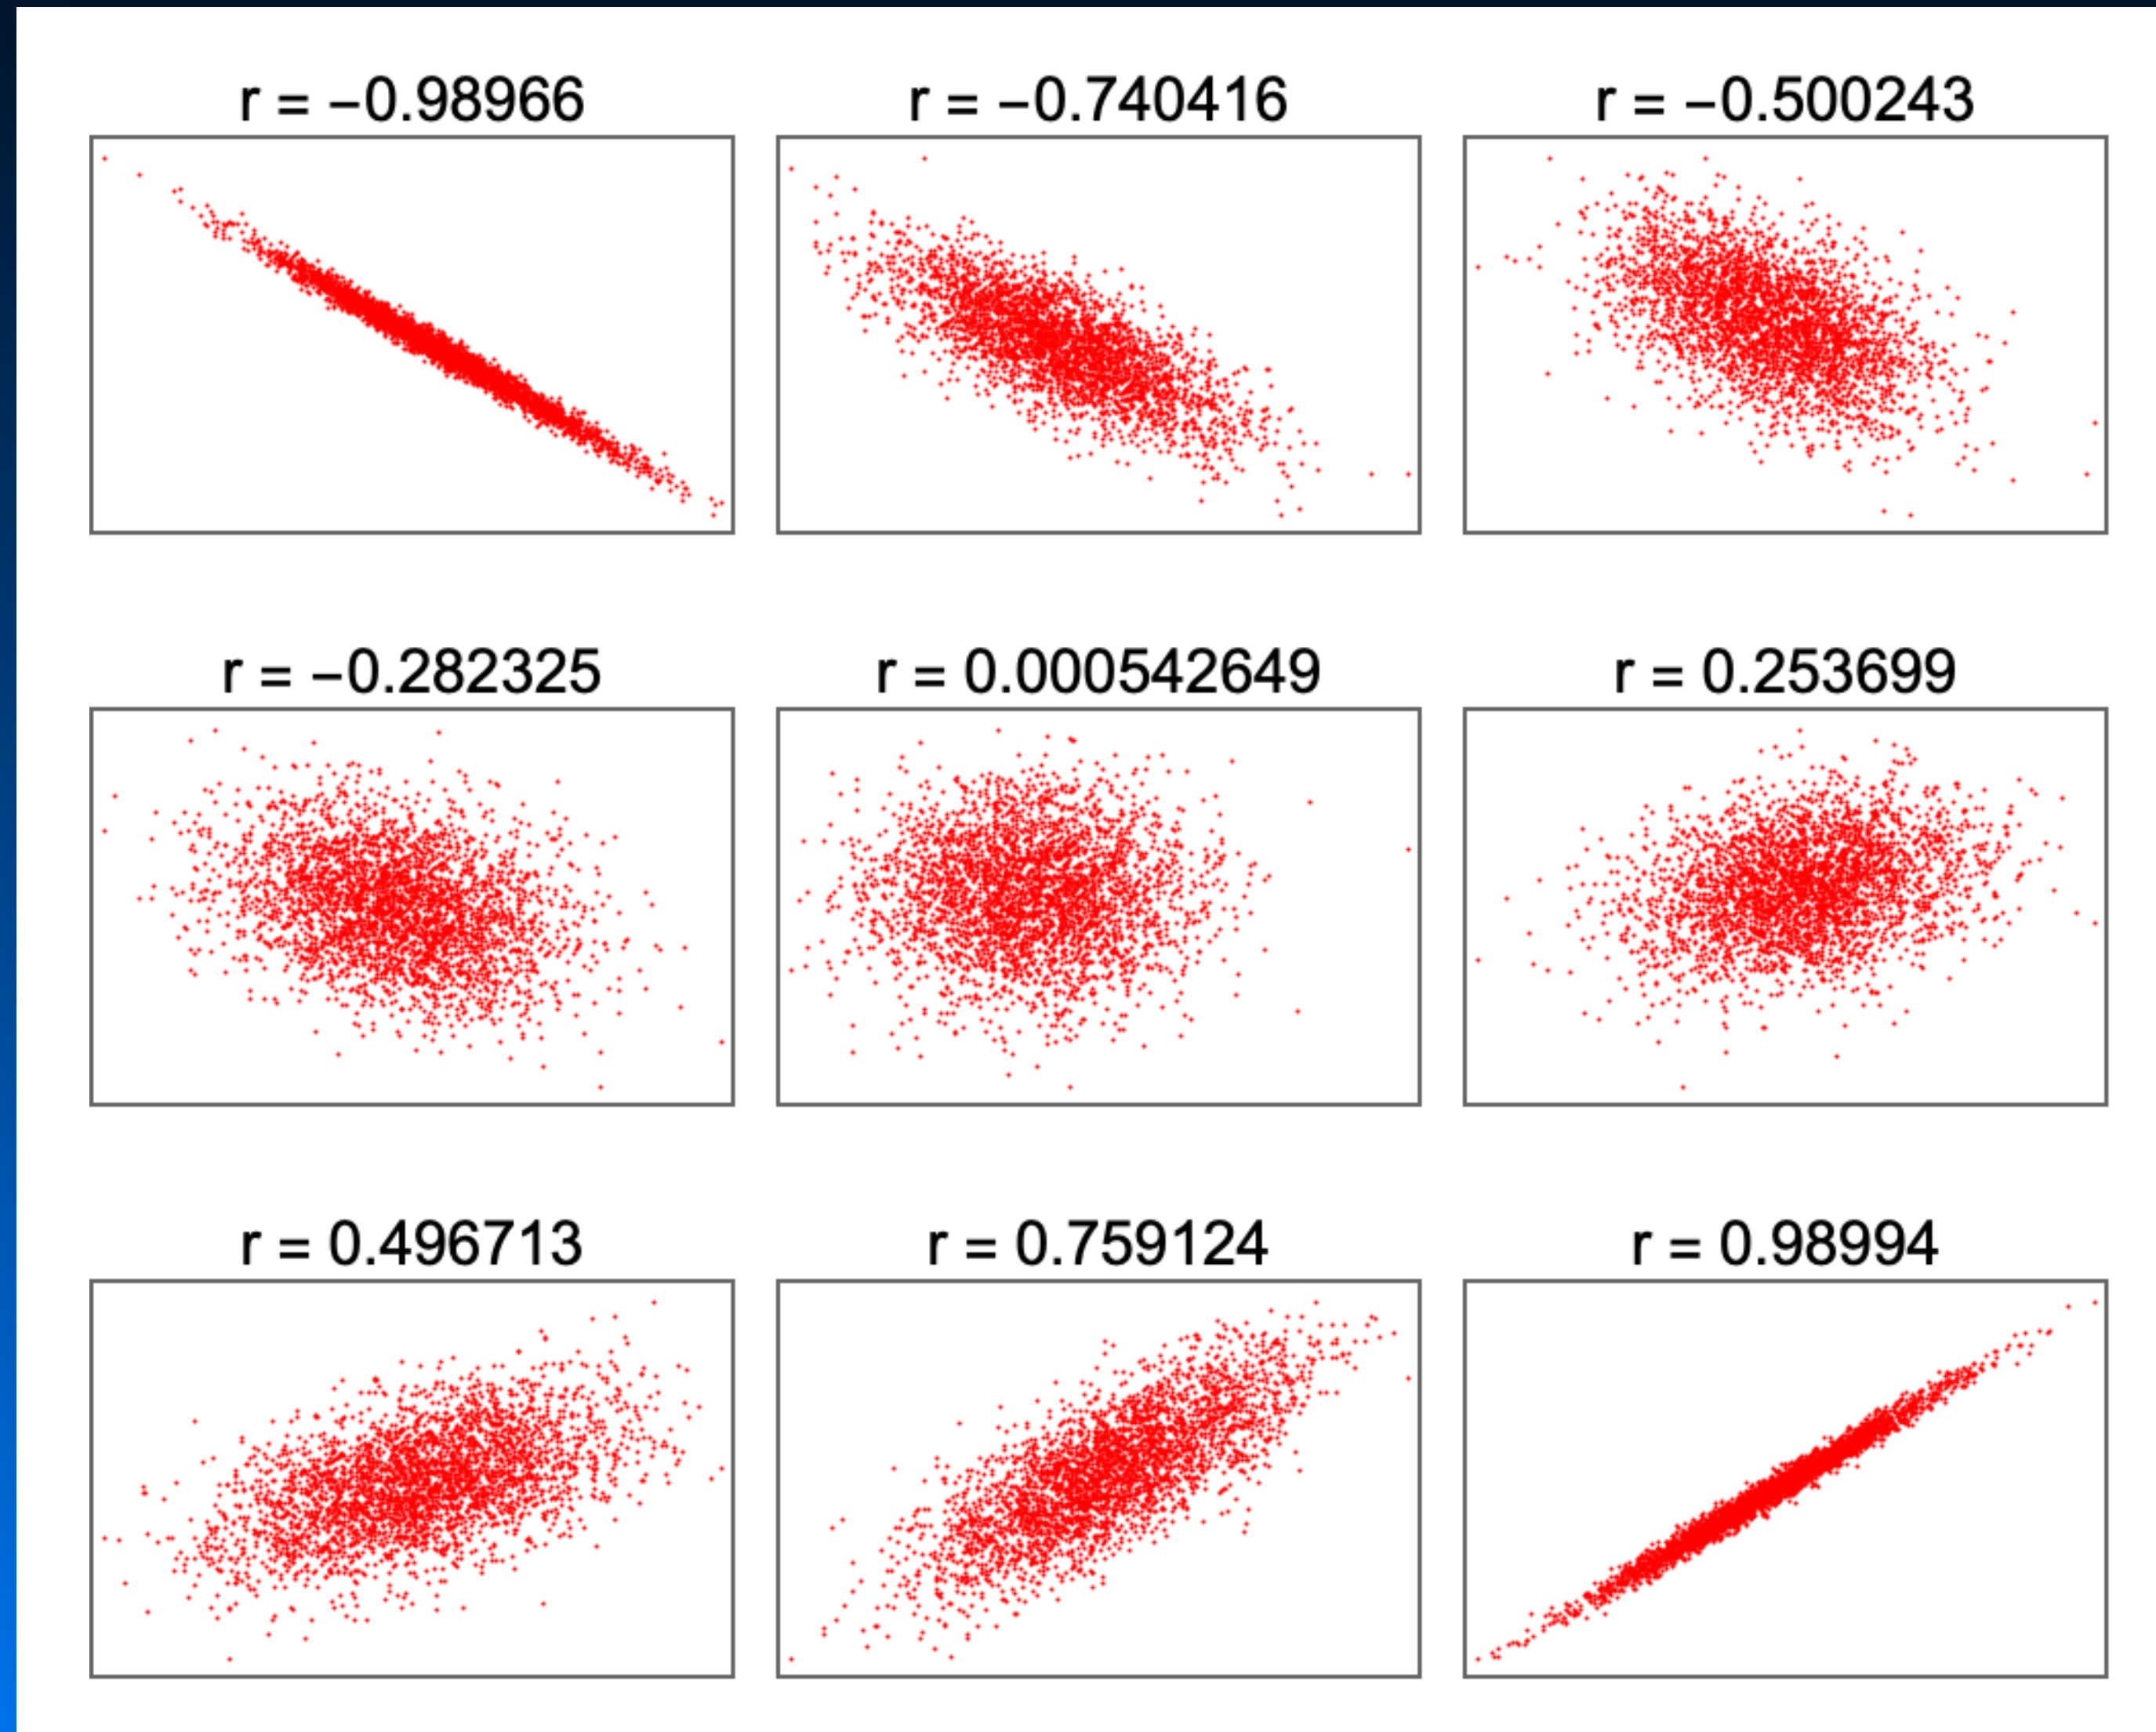 r = −0.98966
r = −0.740416
r = −0.500243
r = −0.282325
r = 0.000542649
r = 0.253699
r = 0.496713
r = 0.759124
r = 0.98994